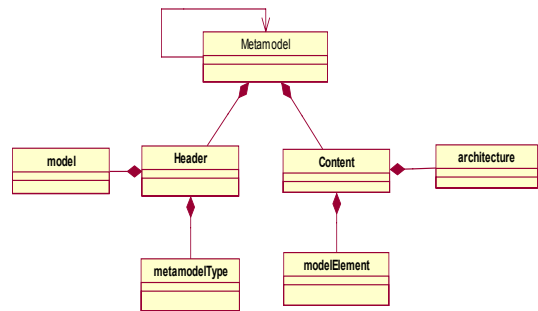 Metamodel
model
Header
Content
architecture
metamodelType
modelElement